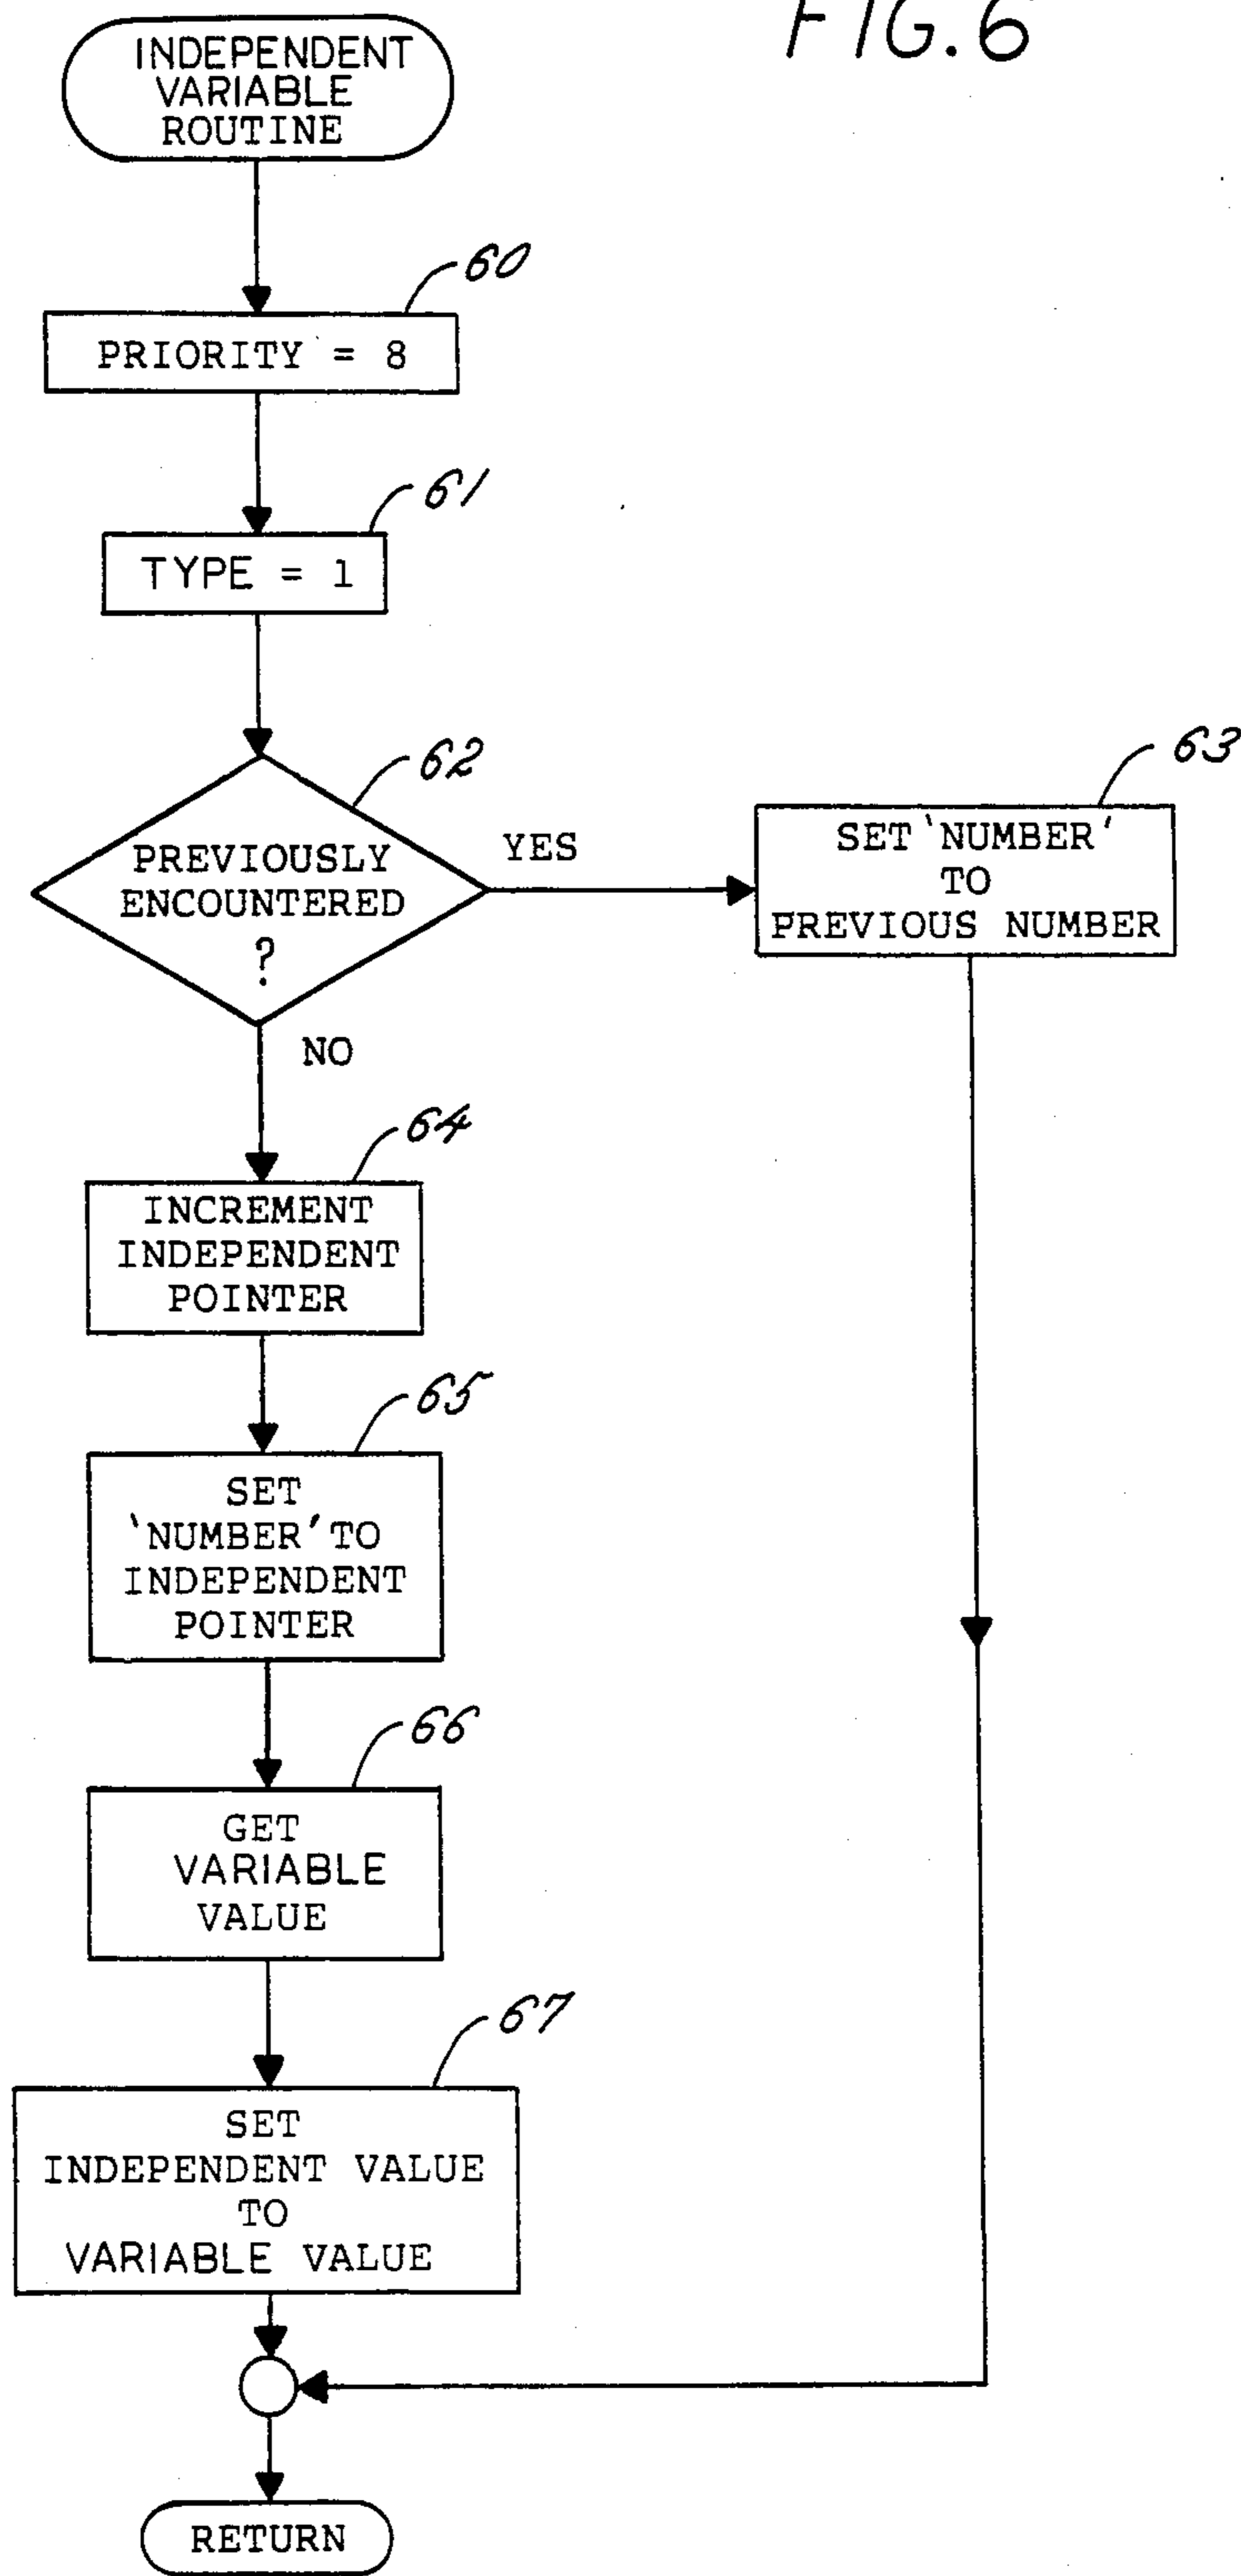 FIG.6
INDEPENDENT
VARIABLE
ROUTINE
60
PRIORITY = 8
61
TYPE = 1
62
PREVIOUSLY
ENCOUNTERED
?
YES
63
SET 'NUMBER'
TO
PREVIOUS NUMBER
NO
64
INCREMENT
INDEPENDENT
POINTER
65
SET
'NUMBER' TO
INDEPENDENT
POINTER
66
GET
VARIABLE
VALUE
67
SET
INDEPENDENT VALUE
TO
VARIABLE VALUE
RETURN